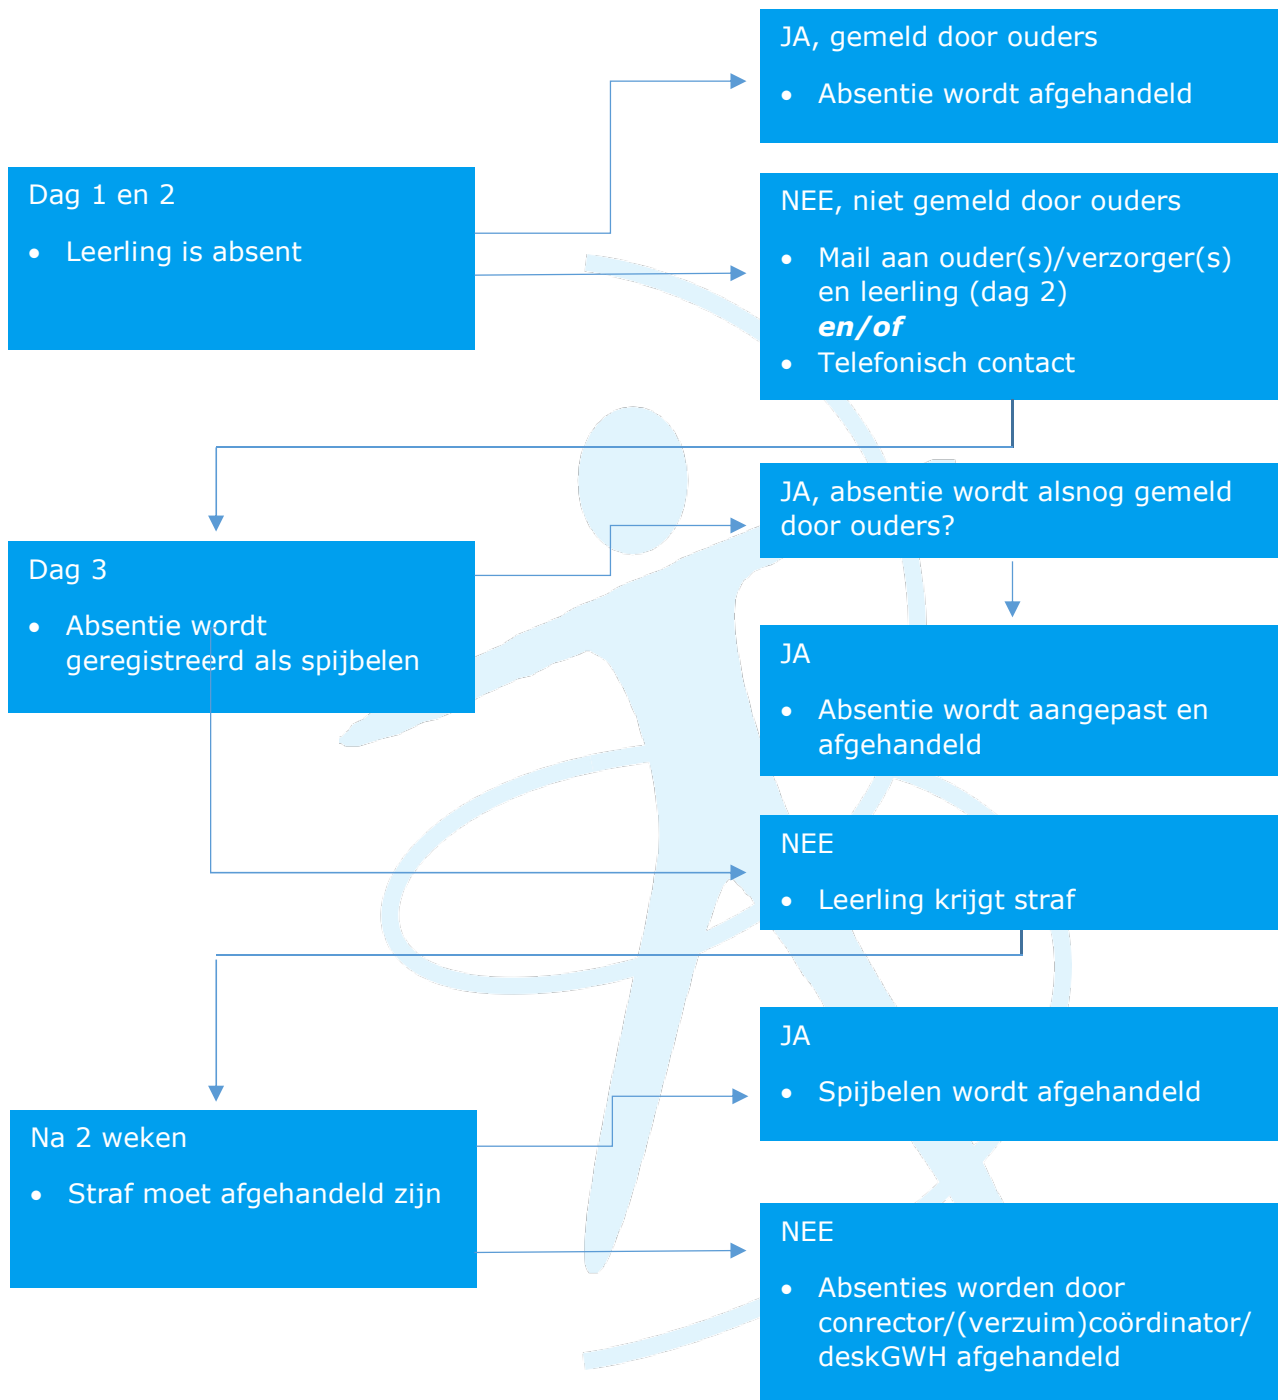 JA, gemeld door ouders
• Absentie wordt afgehandeld
Dag 1 en 2
• Leerling is absent
NEE, niet gemeld door ouders
• Mail aan ouder(s)/verzorger(s)
en leerling (dag 2)
en/of
• Telefonisch contact
JA, absentie wordt alsnog gemeld
door ouders?
Dag 3
• Absentie wordt
geregistreerd als spijbelen
JA
• Absentie wordt aangepast en
afgehandeld
NEE
• Leerling krijgt straf
JA
• Spijbelen wordt afgehandeld
Na 2 weken
• Straf moet afgehandeld zijn
NEE
• Absenties worden door
conrector/(verzuim)coördinator/
deskGWH afgehandeld